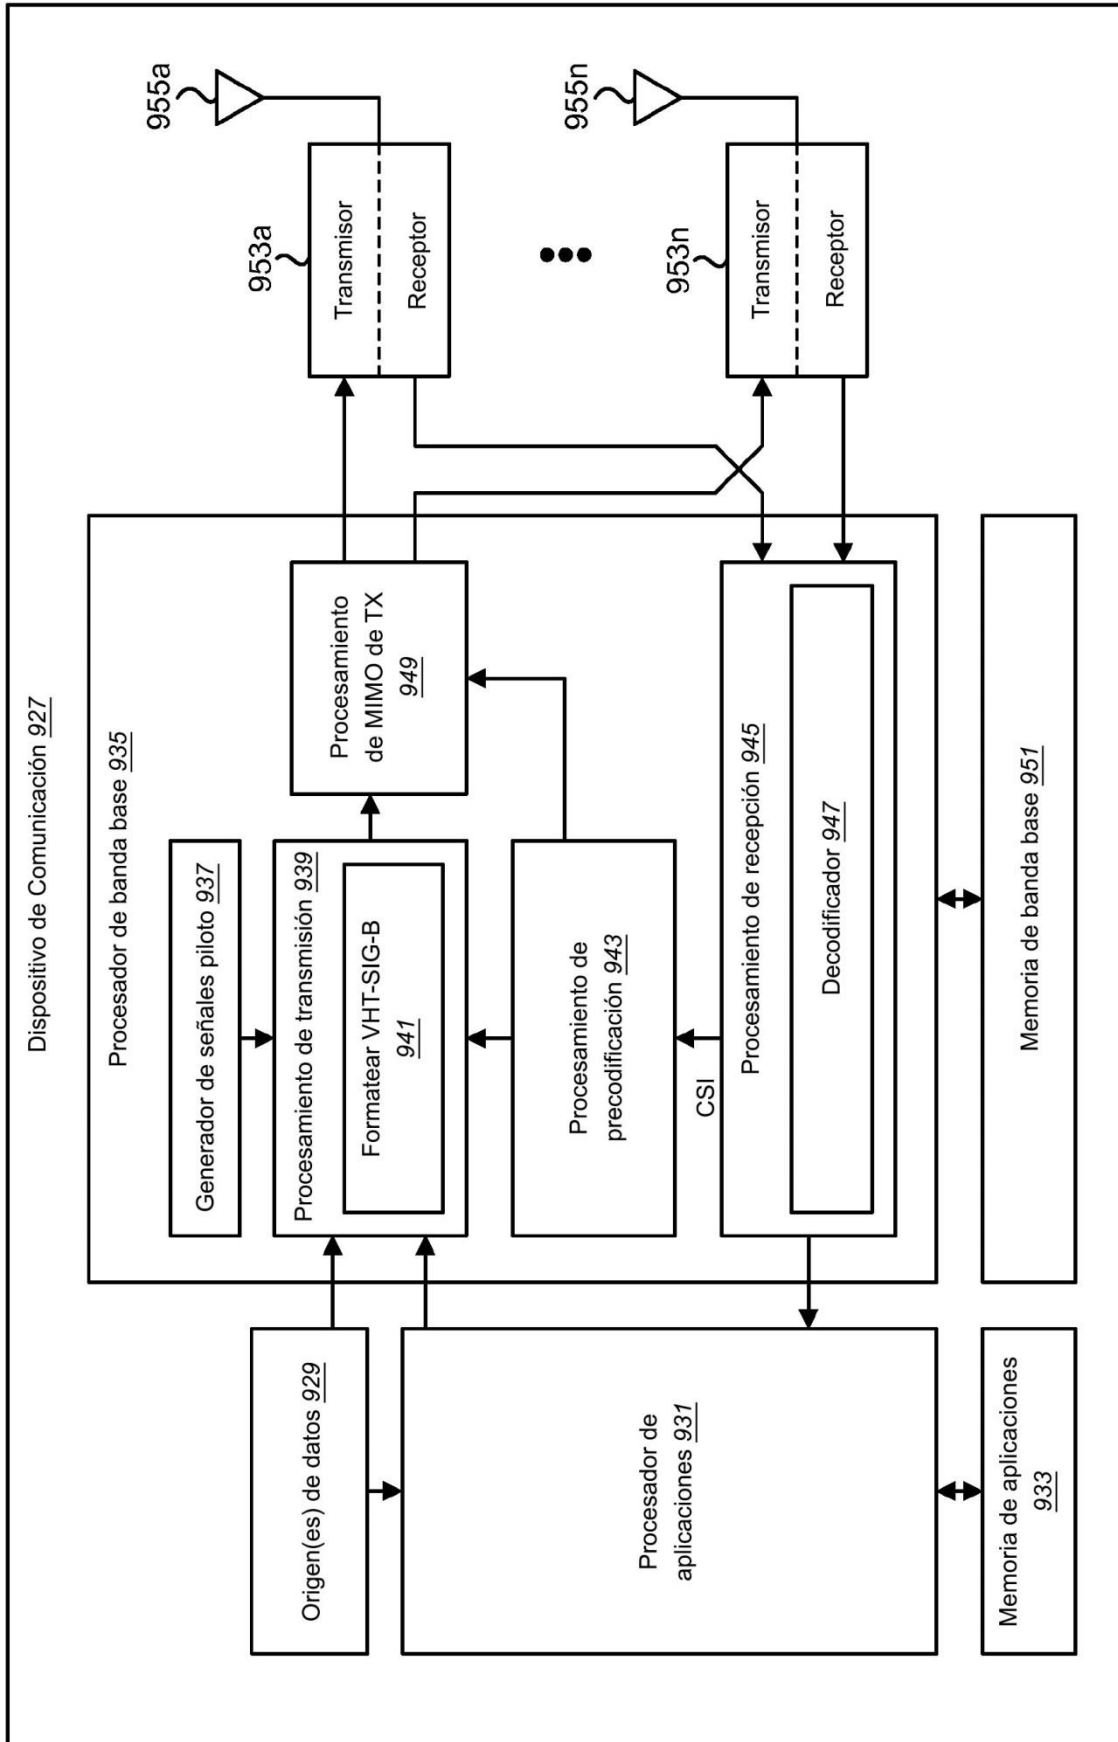 Dispositivo de Comunicación 927
Procesador de banda base 935
Generador de señales piloto 937
Origen(es) de datos 929
Procesamiento de transmisión 939
Formatear VHT-SIG-B
941
Procesamiento
de MIMO de TX
949
953a
955a
Transmisor
Receptor
Procesador de
aplicaciones 931
Procesamiento de
precodificación 943
CSI
Procesamiento de recepción 945
Decodificador 947
953n
955n
Transmisor
Receptor
Memoria de aplicaciones
933
Memoria de banda base 951